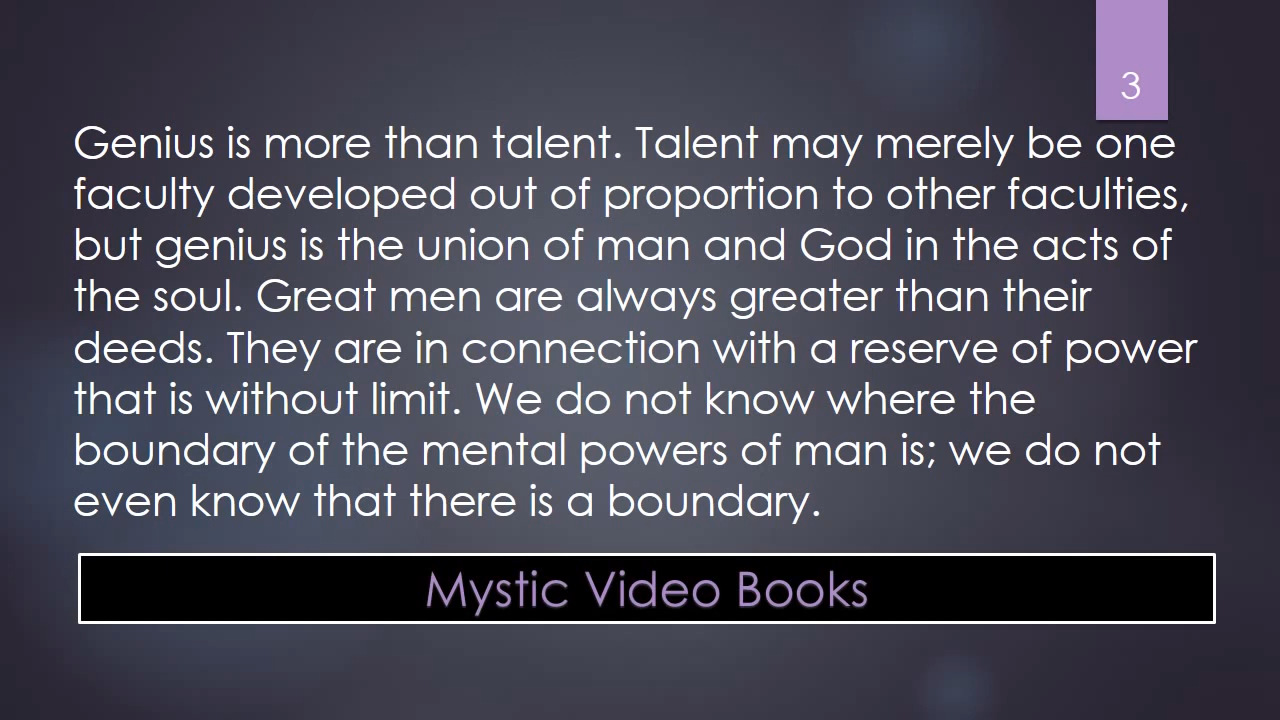 3
Genius is more than talent. Talent may merely be one
faculty developed out of proportion to other faculties,
but genius is the union of man and God in the acts of
the soul. Great men are always greater than their
deeds. They are in connection with a reserve of power
that is without limit. We do not know where the
boundary of the mental powers of man is; we do not
even know that there is a boundary.
Mystic Video Books